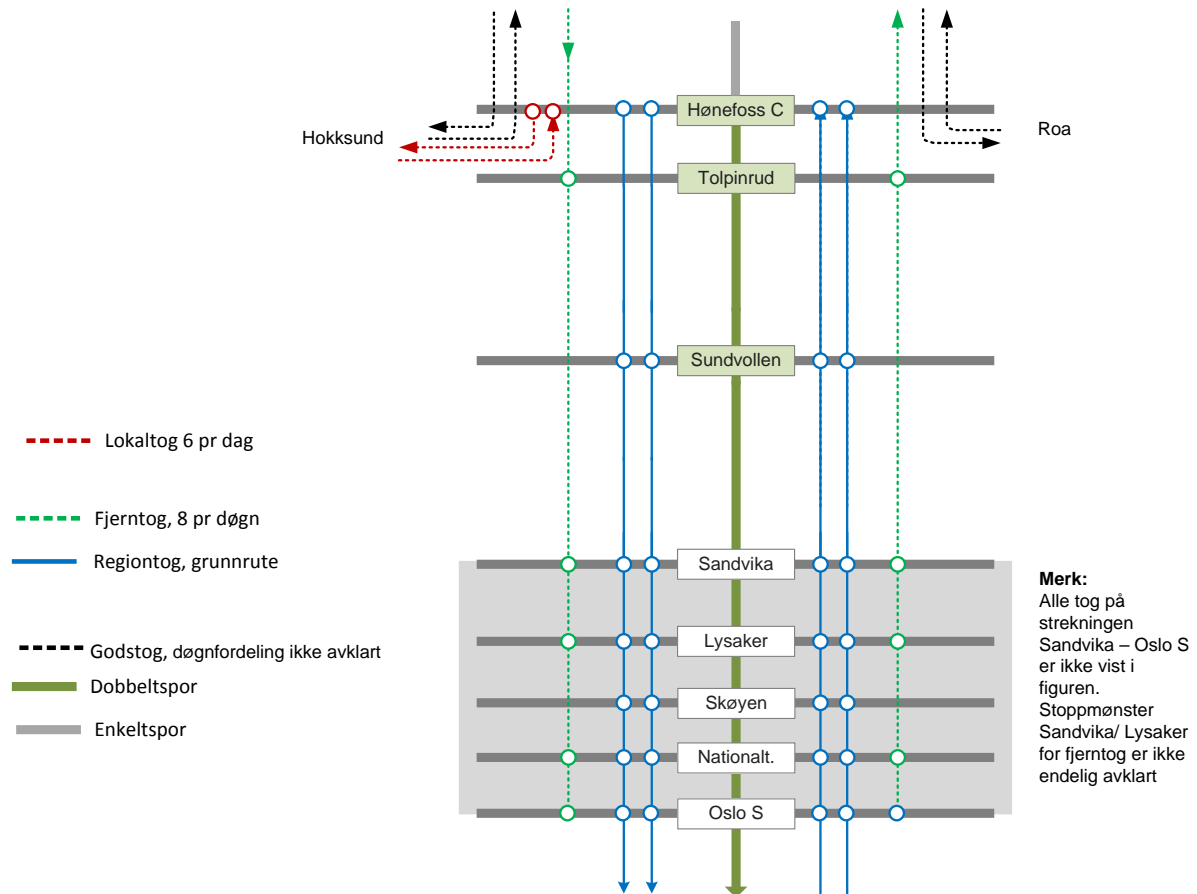 Hønefoss C
Hokksund
Roa
Tolpinrud
Sundvollen
Lokaltog 6 pr dag
Fjerntog, 8 pr døgn
Regiontog, grunnrute
Godstog, døgnfordeling ikke avklart
Dobbeltspor
Enkeltspor
Sandvika
Lysaker
Skøyen
Nationalt.
Oslo S
Merk:
Alle tog på
strekningen
Sandvika – Oslo S
er ikke vist i
figuren.
Stoppmønster
Sandvika/ Lysaker
for fjerntog er ikke
endelig avklart